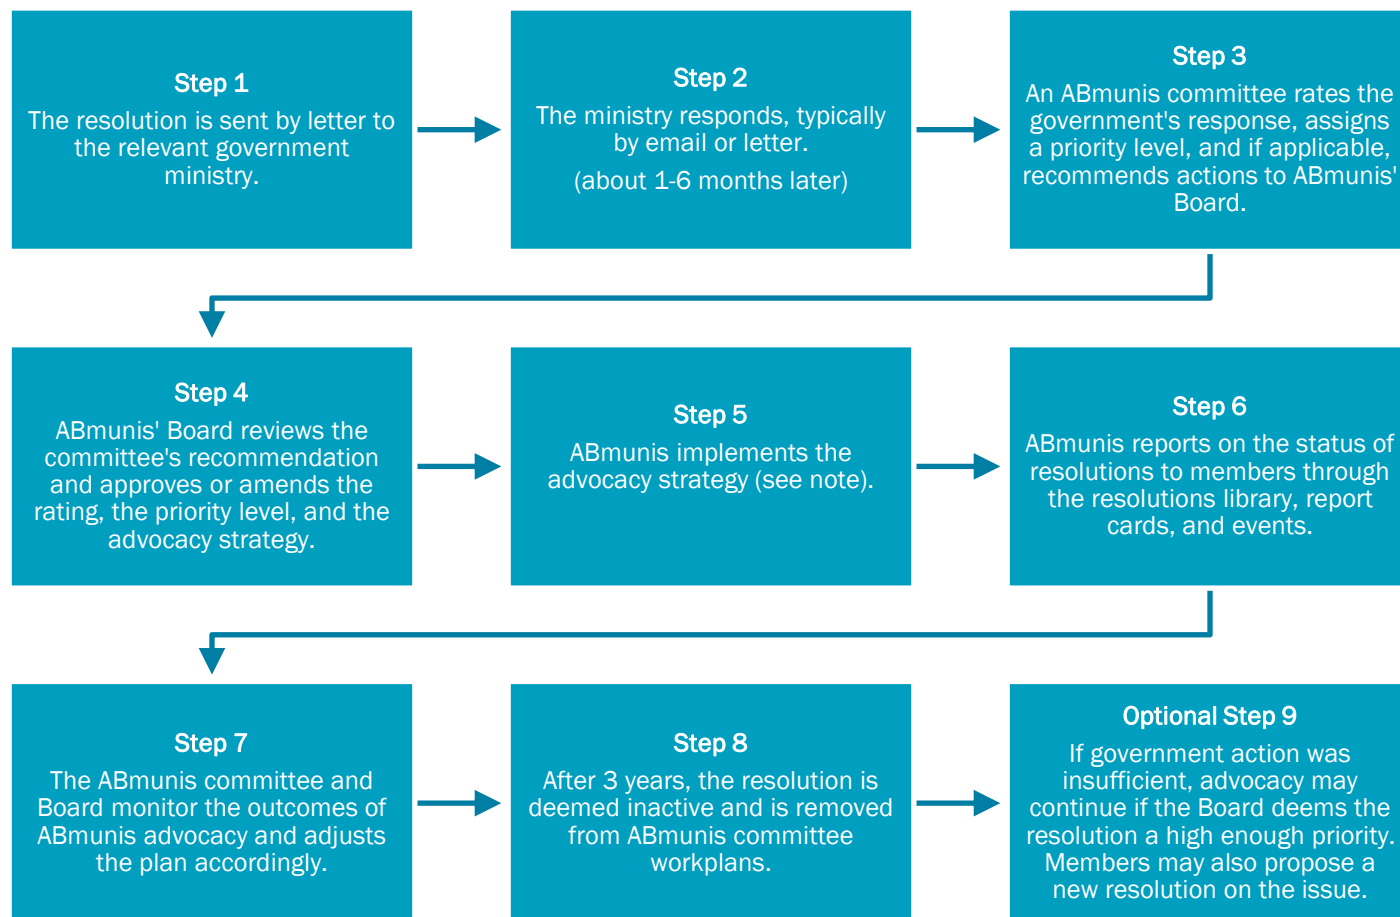 Step 1
The resolution is sent by letter to
the relevant government
ministry.
Step 2
The ministry responds, typically
by email or letter.
(about 1-6 months later)
Step 3
An ABmunis committee rates the
government's response, assigns
a priority level, and if applicable,
recommends actions to ABmunis'
Board.
Step 4
ABmunis' Board reviews the
committee's recommendation
and approves or amends the
rating, the priority level, and the
advocacy strategy.
Step 5
ABmunis implements the
advocacy strategy (see note).
Step 6
ABmunis reports on the status of
resolutions to members through
the resolutions library, report
cards, and events.
Step 7
The ABmunis committee and
Board monitor the outcomes of
ABmunis advocacy and adjusts
the plan accordingly.
Step 8
After 3 years, the resolution is
deemed inactive and is removed
from ABmunis committee
workplans.
Optional Step 9
If government action was
insufficient, advocacy may
continue if the Board deems the
resolution a high enough priority.
Members may also propose a
new resolution on the issue.